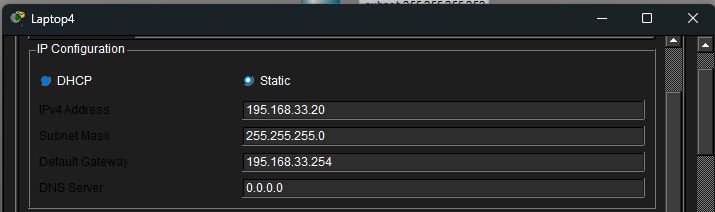 Laptop4
IP Configuration
DHCP
Static
IPv4 Address 195.168.33.20
Subnet Mask 255.255.255.0
Default Gateway 195.168.33.254
DNS Server 0.0.0.0